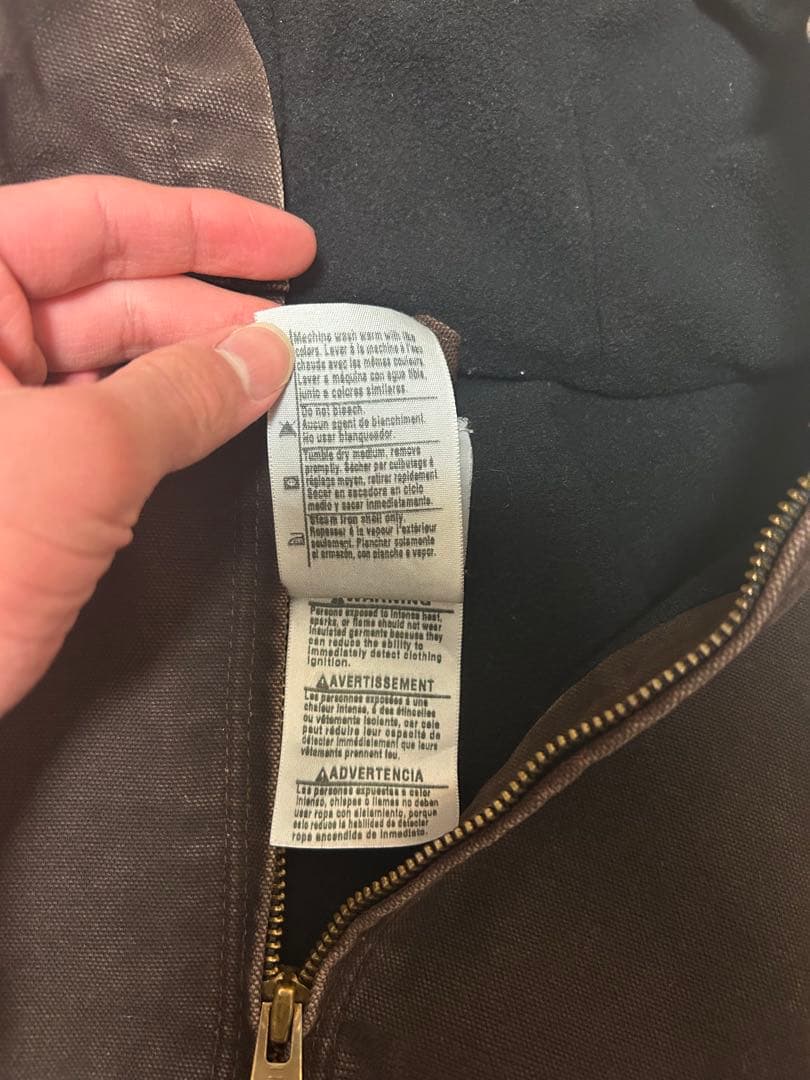 Machine wash warm with like
colors. Laver à la machine à l'eau
chaude avec les mêmes couleurs.
Lavar a máquina con agua tibia,
junto a colores similares.
Do not bleach.
Aucun agent de blanchiment.
No usar blanqueador.
Tumble dry medium, remove
promptly. Sécher par culbutage à
réglage moyen, retirer rapidement
Secar en secadora en ciclo
medio y sacar inmediatamente.
Steam iron shell only.
Repasser à la vapeur l'extérieur
seulement. Planchar solamente
el armazón, con plancha a vapor.
WARNING
Persons exposed to intense heat,
sparks, or flame should not wear
insulated garments because they
can reduce the ability to
immediately detect clothing
ignition.
AVERTISSEMENT
Les personnes exposées à une
chaleur intense, à des étincelles
ou vêtements isolants, car cela
peut réduire leur capacité de
détecter immédiatement que leurs
vêtements prennent feu.
ADVERTENCIA
Las personas expuestas a calor
intenso, chispas o llamas no deben
usar ropa con aislamiento, porque
esto reduce la habilidad de detectar
ropa encendida de inmediato.